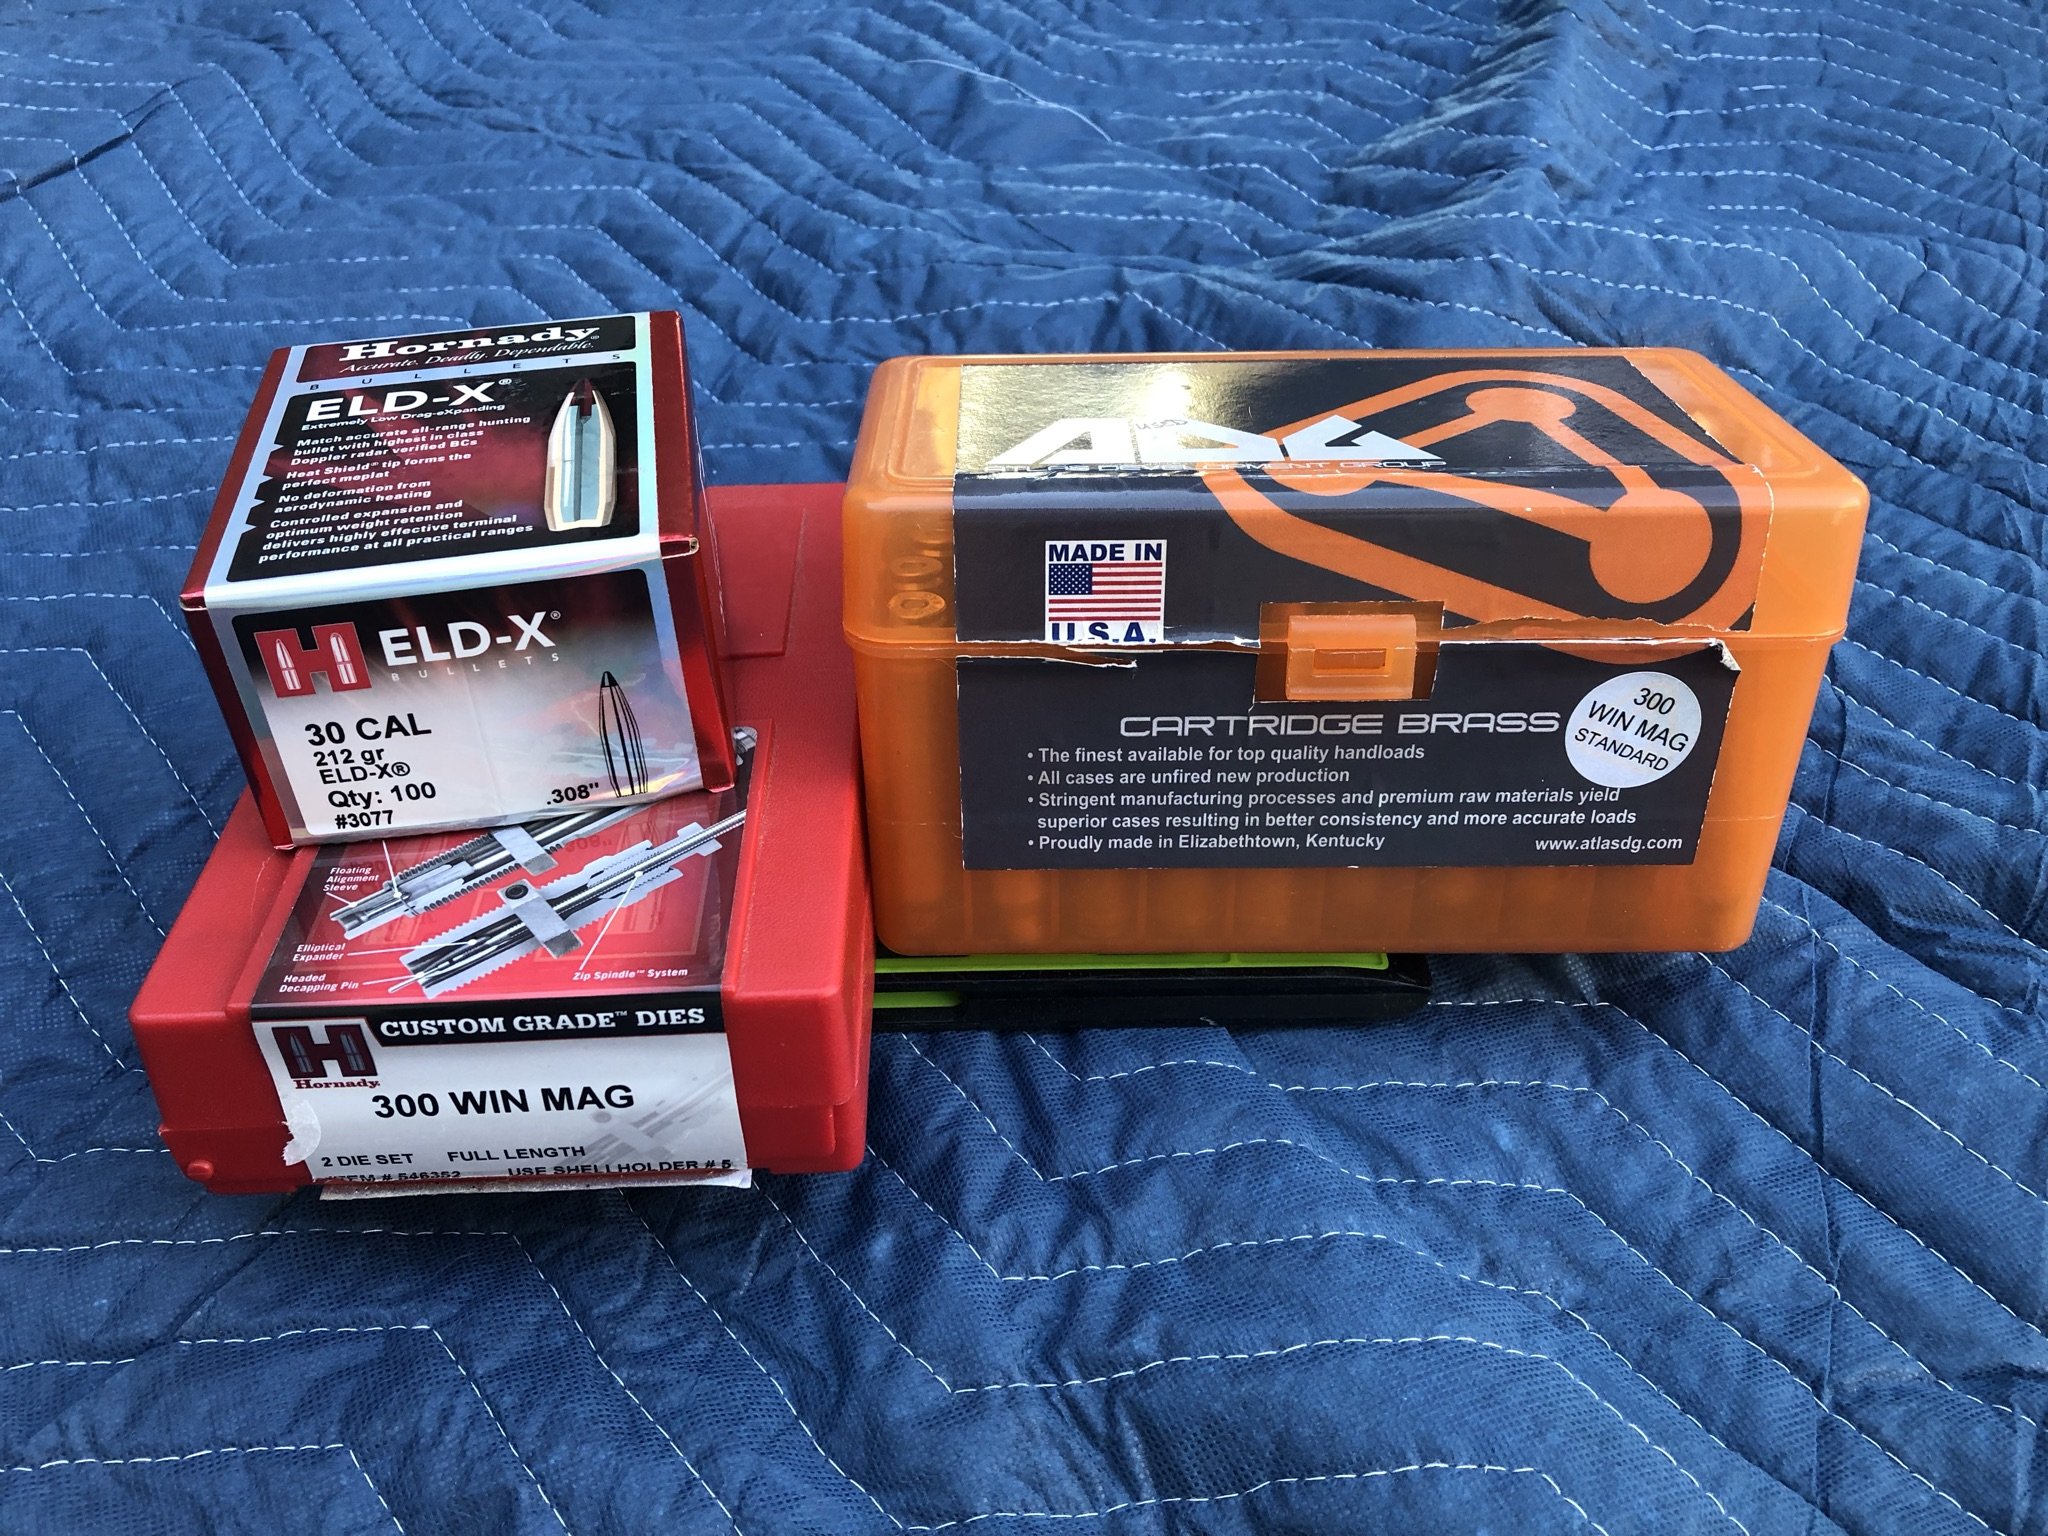 Hornady®
Accurate. Deadly. Dependable.
BULLETS
ELD-X®
Extremely Low Drag-eXpanding
Match accurate all-range hunting
bullet with highest in class
Doppler radar verified BCs
Heat Shield® tip forms the
perfect meplat
No deformation from
aerodynamic heating
Controlled expansion and
optimum weight retention
delivers highly effective terminal
performance at all practical ranges
H
ELD-X®
BULLETS
30 CAL
212 gr
ELD-X®
Qty: 100
#3077
.308"
Floating
Alignment
Sleeve
Elliptical
Expander
Headed
Decapping Pin
Zip Spindle™ System
CUSTOM GRADE™ DIES
H
Hornady
300 WIN MAG
2 DIE SET FULL LENGTH
ITEM # 546352 USE SHELLHOLDER # 5
ADG
used
ATLAS DEVELOPMENT GROUP
MADE IN
U.S.A.
CARTRIDGE BRASS
• The finest available for top quality handloads
• All cases are unfired new production
• Stringent manufacturing processes and premium raw materials yield
superior cases resulting in better consistency and more accurate loads
• Proudly made in Elizabethtown, Kentucky
www.atlasdg.com
300
WIN MAG
STANDARD